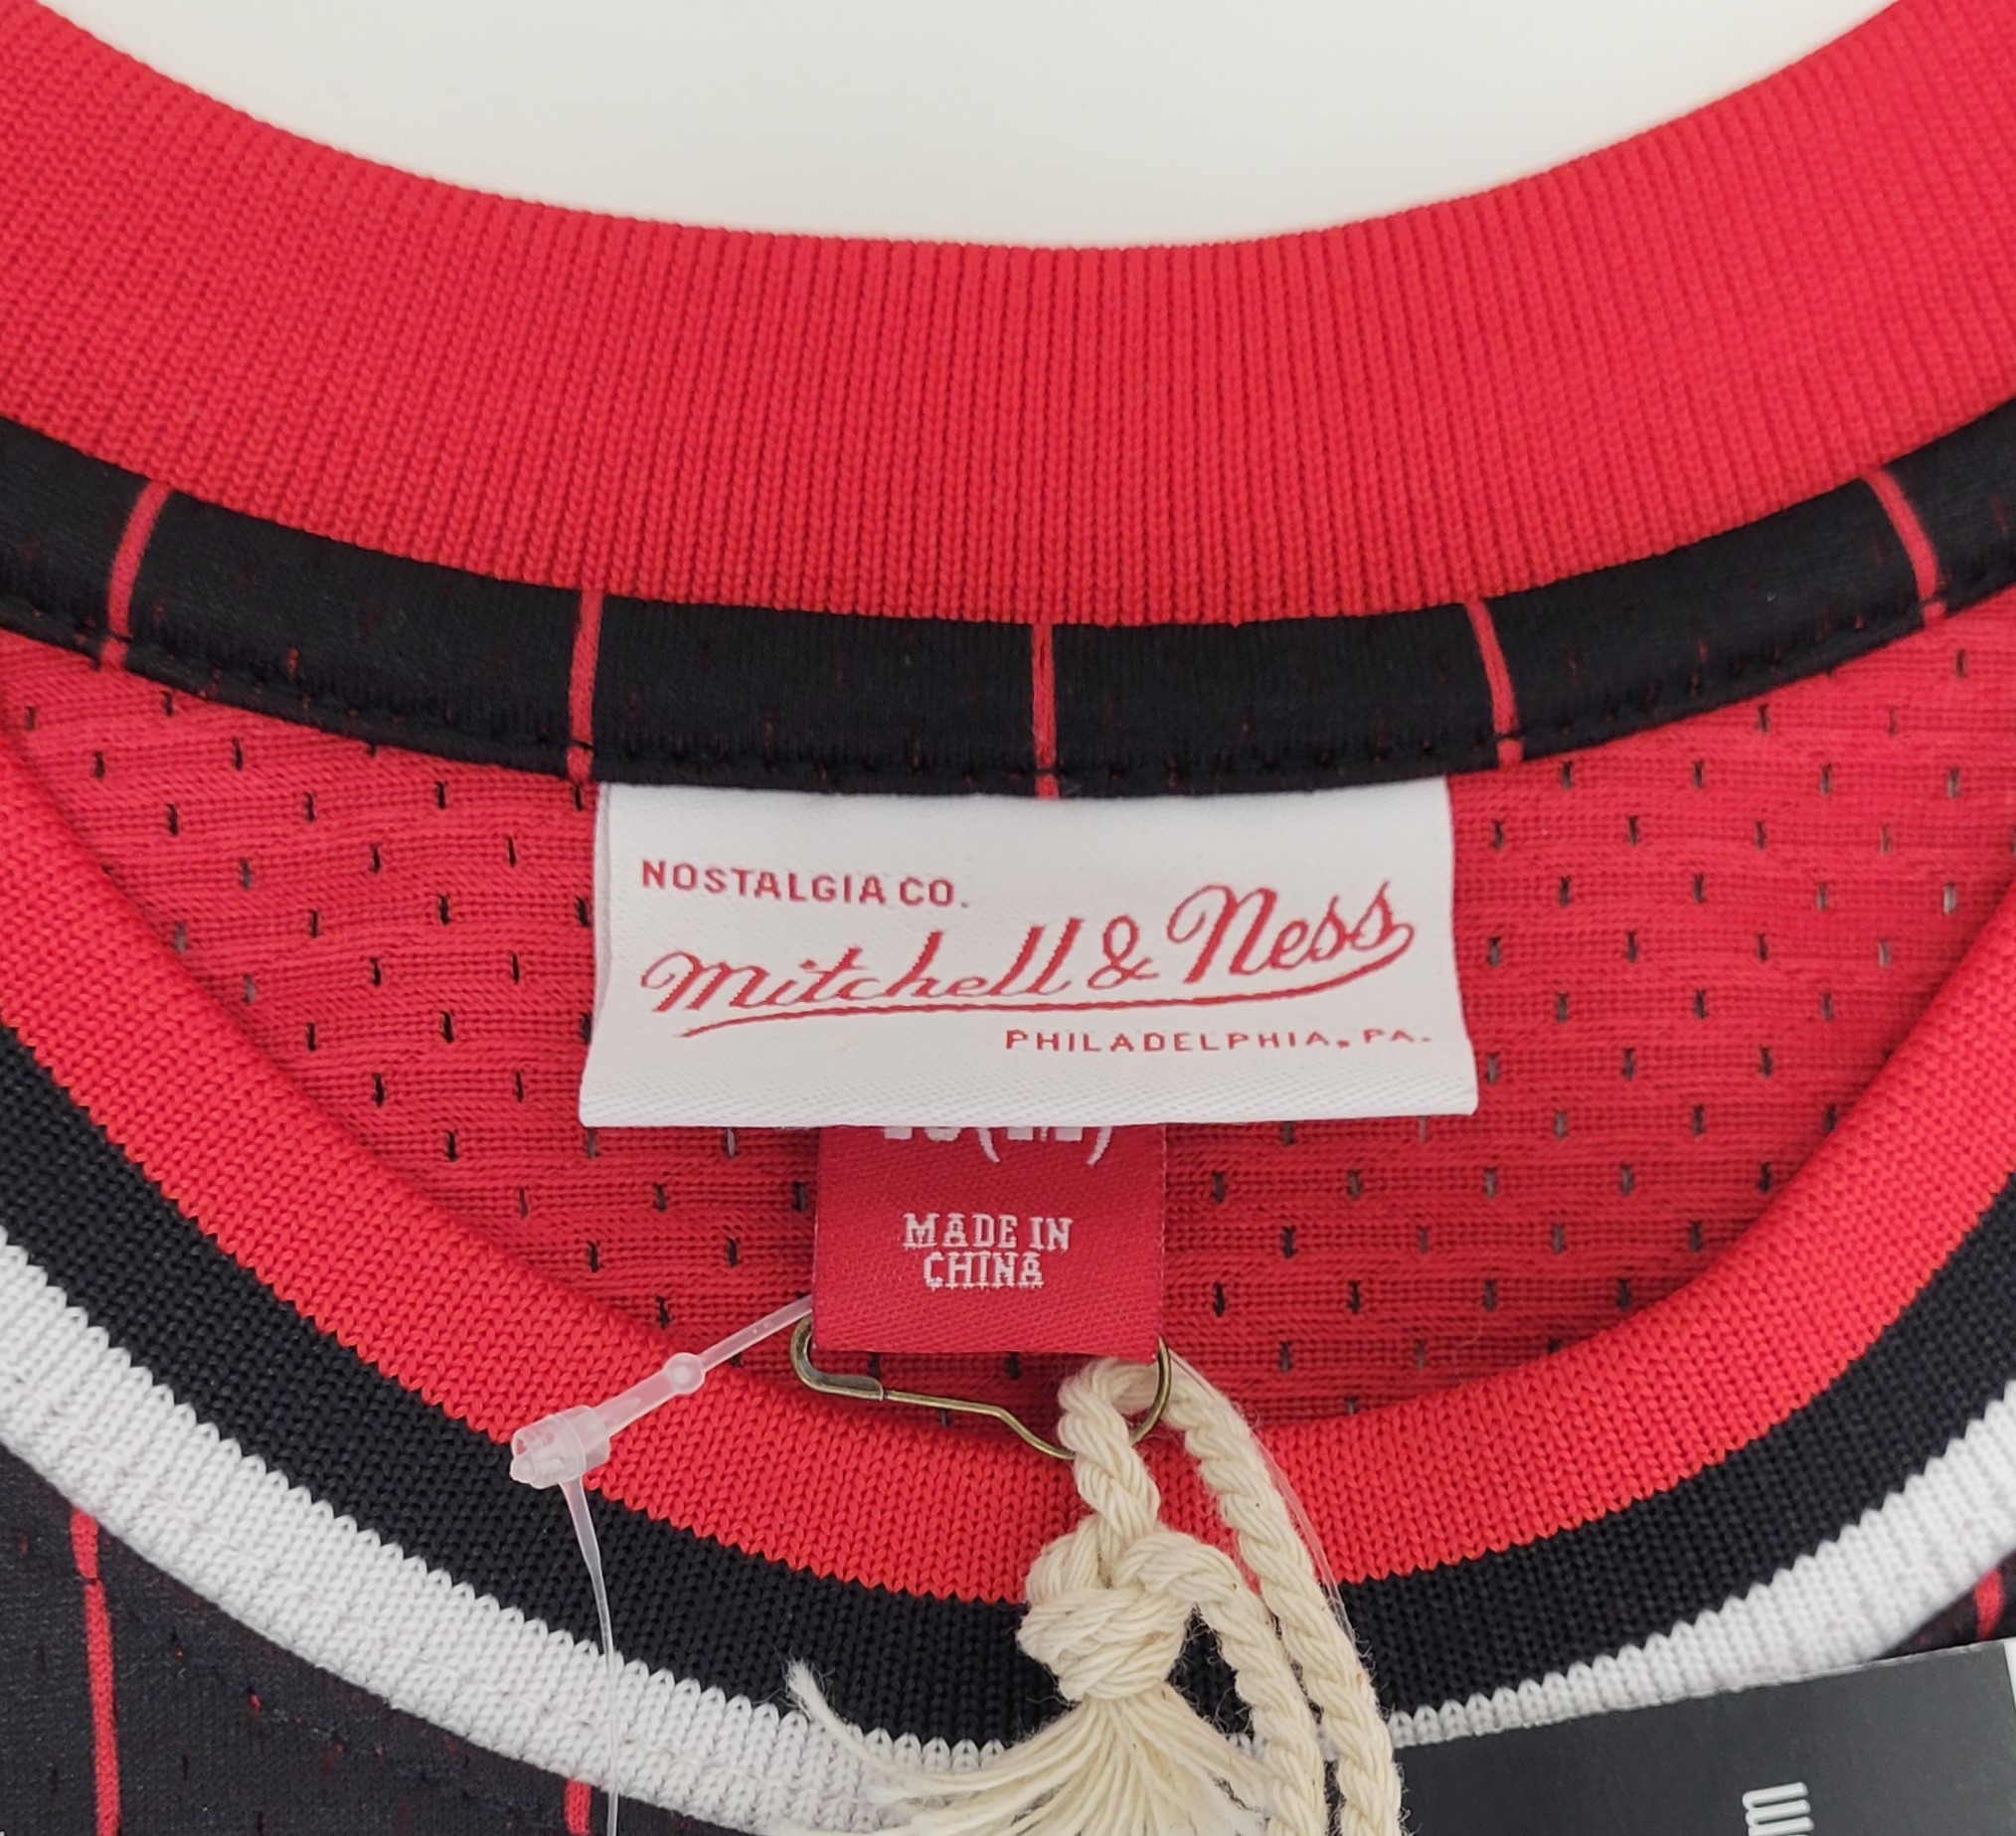 NOSTALGIA CO.
Mitchell & Ness
PHILADELPHIA, PA.
MADE IN
CHINA